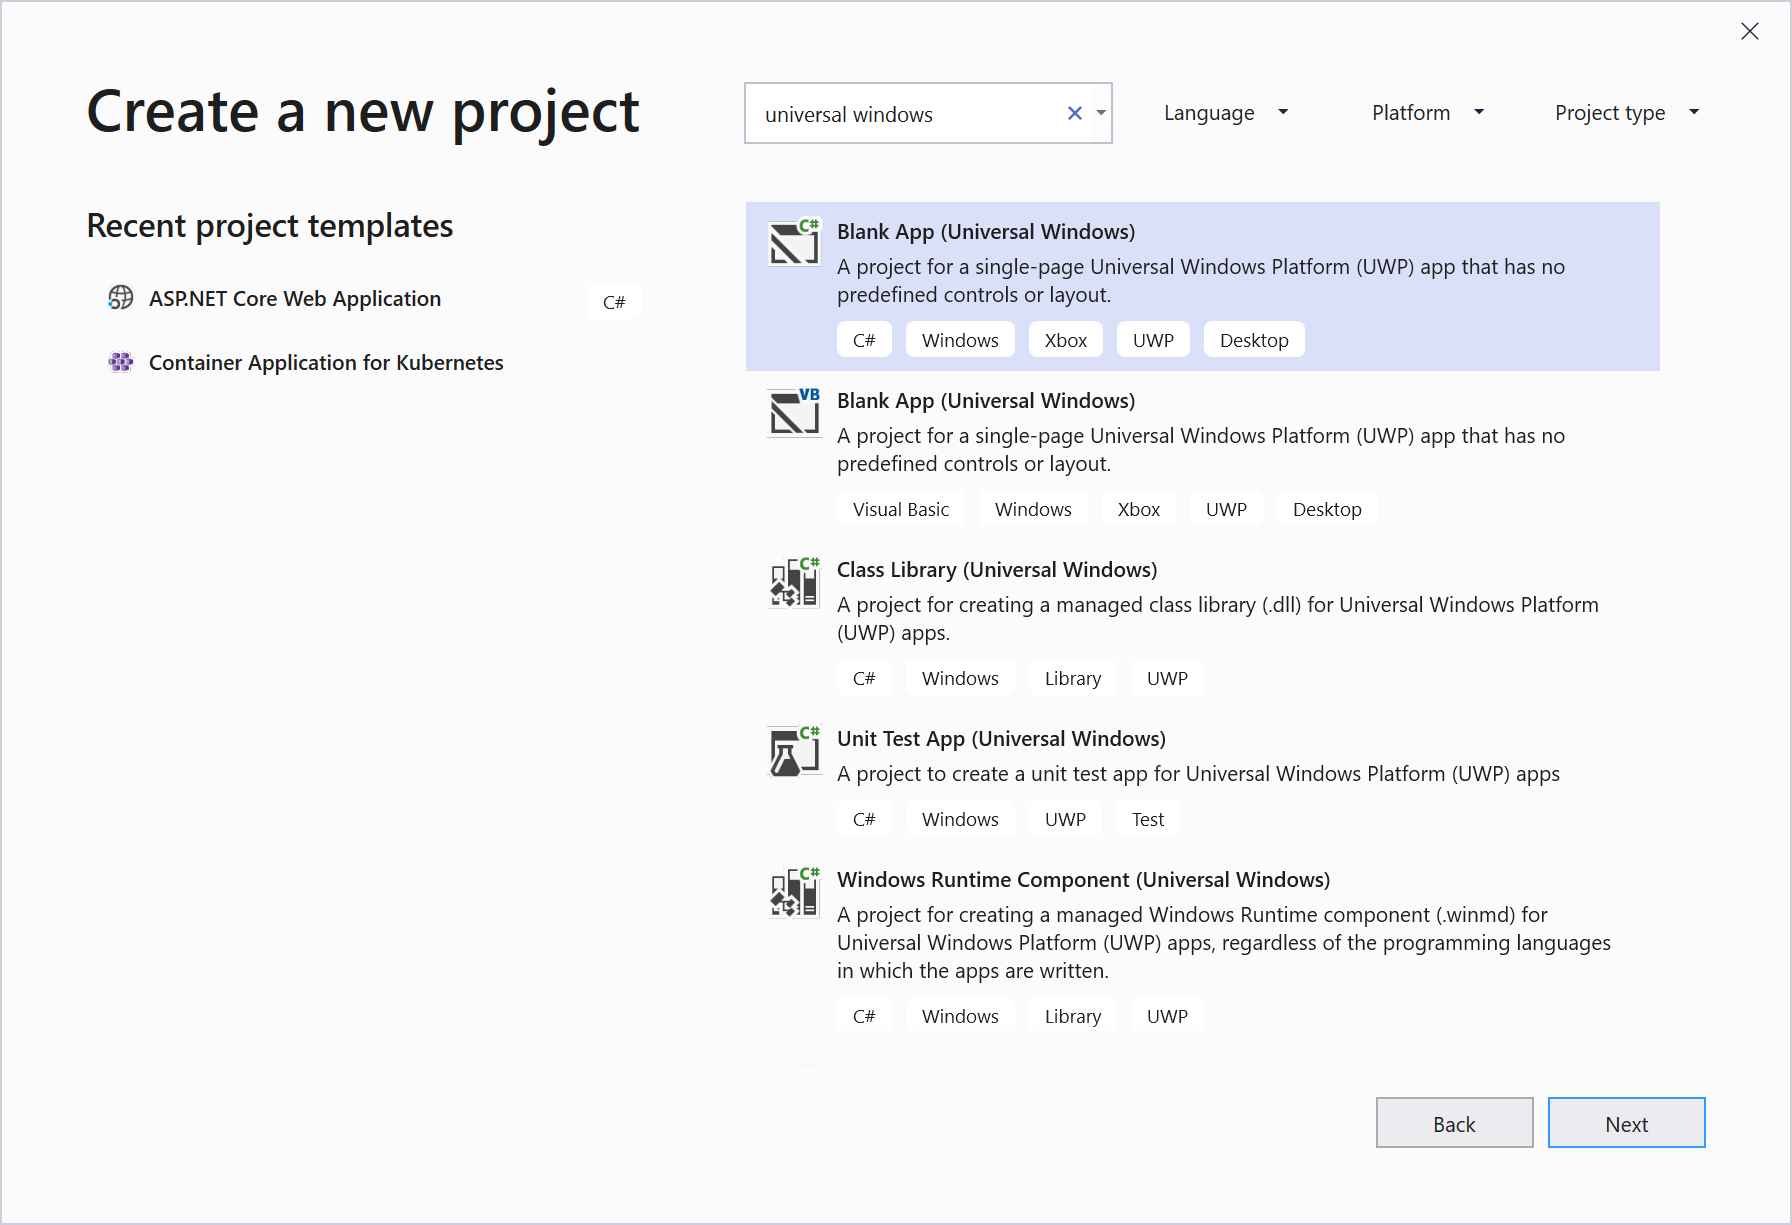 Create a new project
universal windows
Language
Platform
Project type
Recent project templates
ASP.NET Core Web Application
C#
Container Application for Kubernetes
C#
Blank App (Universal Windows)
A project for a single-page Universal Windows Platform (UWP) app that has no
predefined controls or layout.
C# Windows Xbox UWP Desktop
VB
Blank App (Universal Windows)
A project for a single-page Universal Windows Platform (UWP) app that has no
predefined controls or layout.
Visual Basic Windows Xbox UWP Desktop
C#
Class Library (Universal Windows)
A project for creating a managed class library (.dll) for Universal Windows Platform
(UWP) apps.
C# Windows Library UWP
C#
Unit Test App (Universal Windows)
A project to create a unit test app for Universal Windows Platform (UWP) apps
C# Windows UWP Test
C#
Windows Runtime Component (Universal Windows)
A project for creating a managed Windows Runtime component (.winmd) for
Universal Windows Platform (UWP) apps, regardless of the programming languages
in which the apps are written.
C# Windows Library UWP
Back
Next